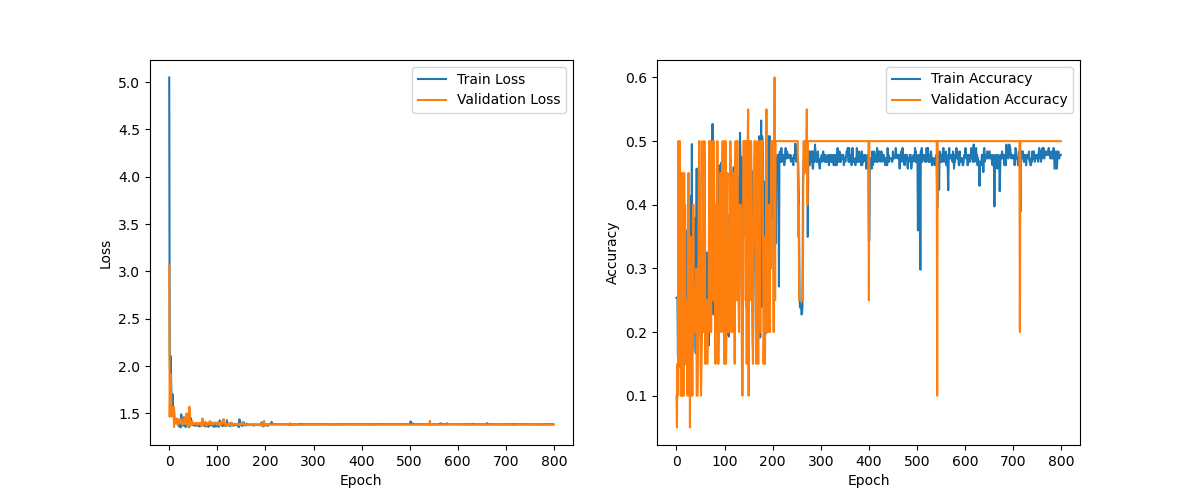 Train Loss
Validation Loss
5.0
4.5
4.0
3.5
3.0
2.5
2.0
1.5
Loss
0 100 200 300 400 500 600 700 800
Epoch
Train Accuracy
Validation Accuracy
0.6
0.5
0.4
0.3
0.2
0.1
Accuracy
0 100 200 300 400 500 600 700 800
Epoch